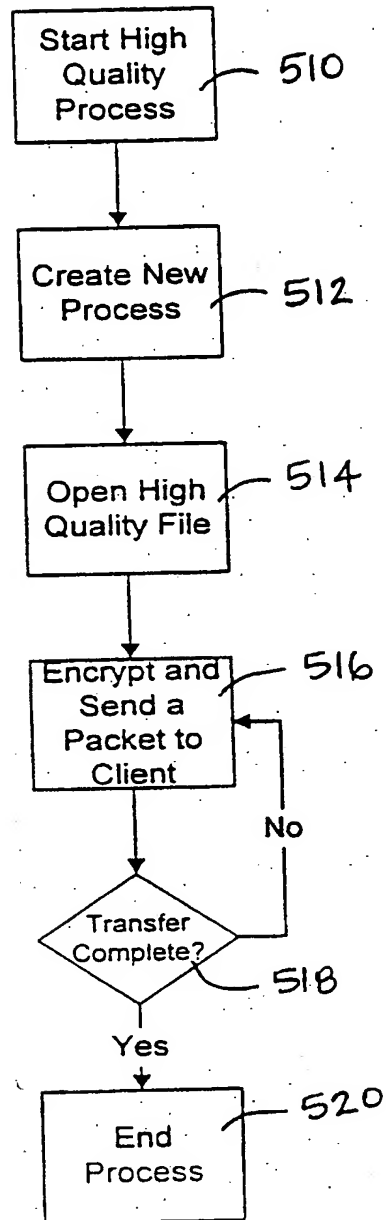 Start High
Quality
Process
510
Create New
Process
512
Open High
Quality File
514
Encrypt and
Send a
Packet to
Client
516
No
Transfer
Complete?
518
Yes
End
Process
520